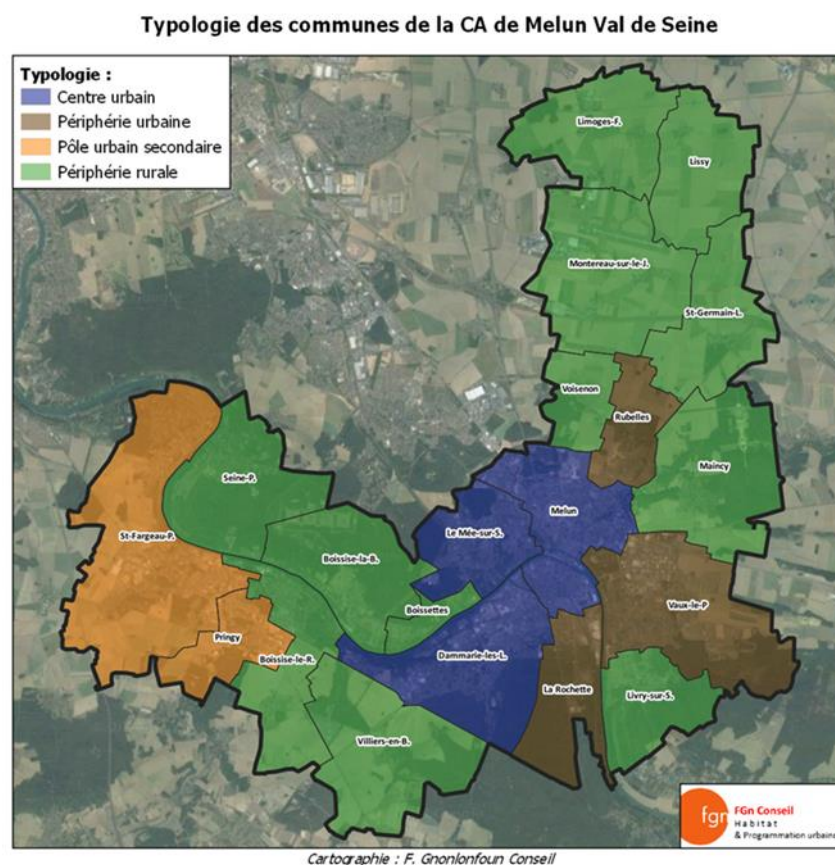 Typologie des communes de la CA de Melun Val de Seine
Typologie :
Centre urbain
Périphérie urbaine
Pôle urbain secondaire
Périphérie rurale
Limoges-F.
Lissy
Montereau-sur-le-J.
St-Germain-L.
Voisenon
Rubelles
Maincy
Seine-P.
Melun
Le Mée-sur-S.
St-Fargeau-P.
Boissise-la-B.
Boissettes
Vaux-le-P
Pringy
Boissise-le-R.
Dammarie-les-L.
La Rochette
Livry-sur-S.
Villiers-en-B.
fgn
FGn Conseil
Habitat
& Programmation urbaine
Cartographie : F. Gnonlonfoun Conseil